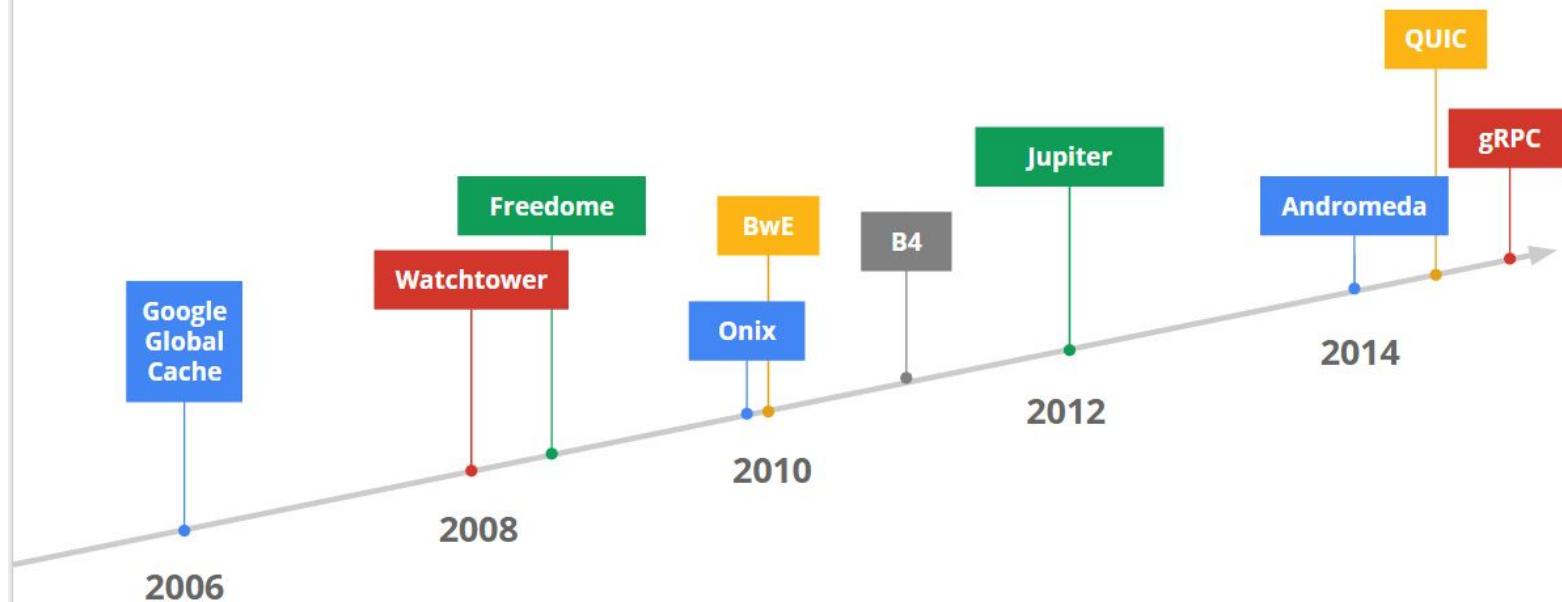 QUIC
gRPC
Jupiter
Freedome
BwE
B4
Andromeda
Watchtower
Google
Global
Cache
Onix
2014
2012
2010
2008
2006